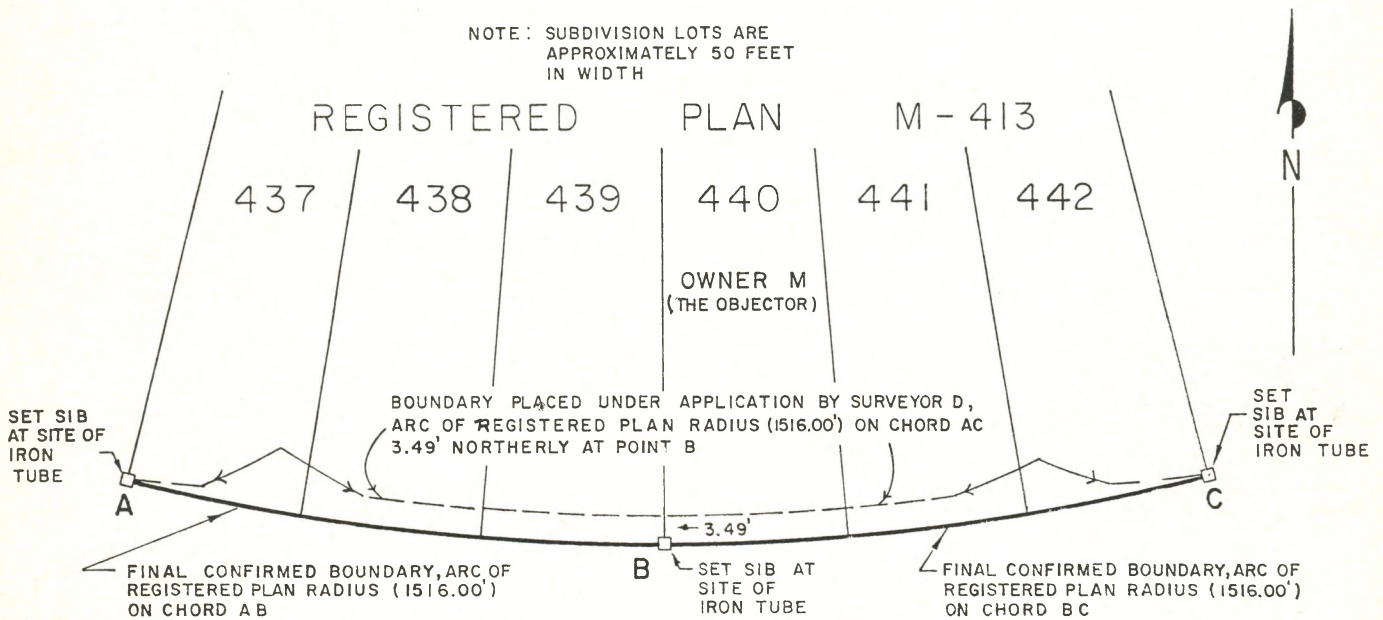 NOTE: SUBDIVISION LOTS ARE
APPROXIMATELY 50 FEET
IN WIDTH
REGISTERED PLAN M-413
N
437 438 439 440 441 442
OWNER M
(THE OBJECTOR)
BOUNDARY PLACED UNDER APPLICATION BY SURVEYOR D,
ARC OF REGISTERED PLAN RADIUS (1516.00') ON CHORD AC
3.49' NORTHERLY AT POINT B
SET SIB
AT SITE OF
IRON
TUBE
SET
SIB AT
SITE OF
IRON TUBE
A
C
3.49'
B
FINAL CONFIRMED BOUNDARY, ARC OF
REGISTERED PLAN RADIUS (1516.00')
ON CHORD AB
SET SIB AT
SITE OF
IRON TUBE
FINAL CONFIRMED BOUNDARY, ARC OF
REGISTERED PLAN RADIUS (1516.00')
ON CHORD BC